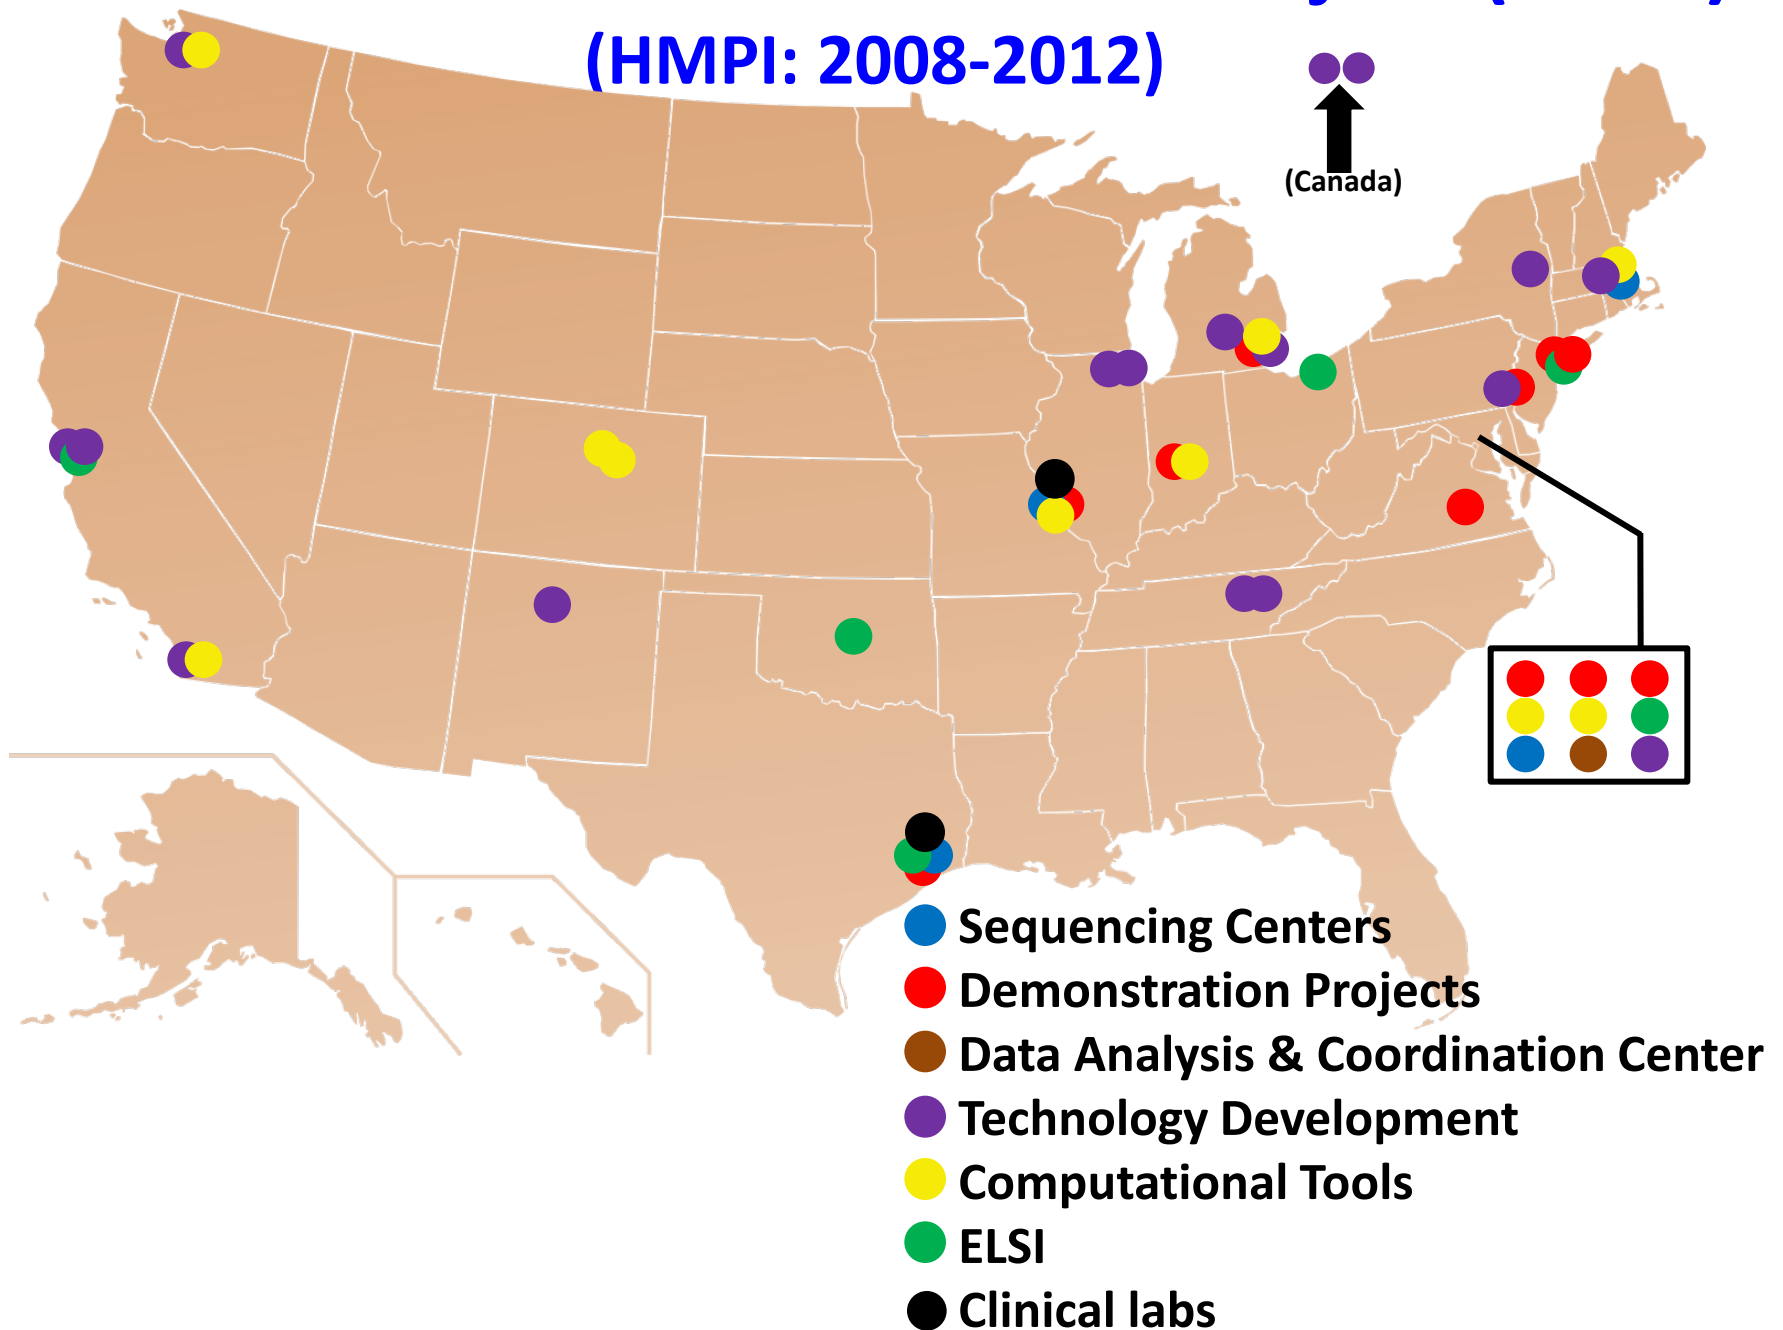 (HMPI: 2008-2012)
(Canada)
Sequencing Centers
Demonstration Projects
Data Analysis & Coordination Center
Technology Development
Computational Tools
ELSI
Clinical labs